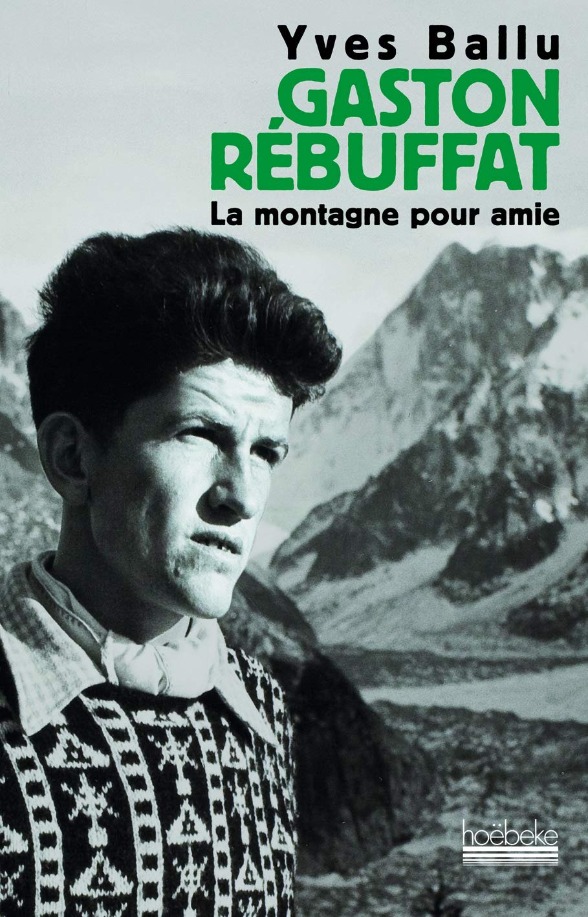 Yves Ballu
GASTON
RÉBUFFAT
La montagne pour amie
hoëbeke